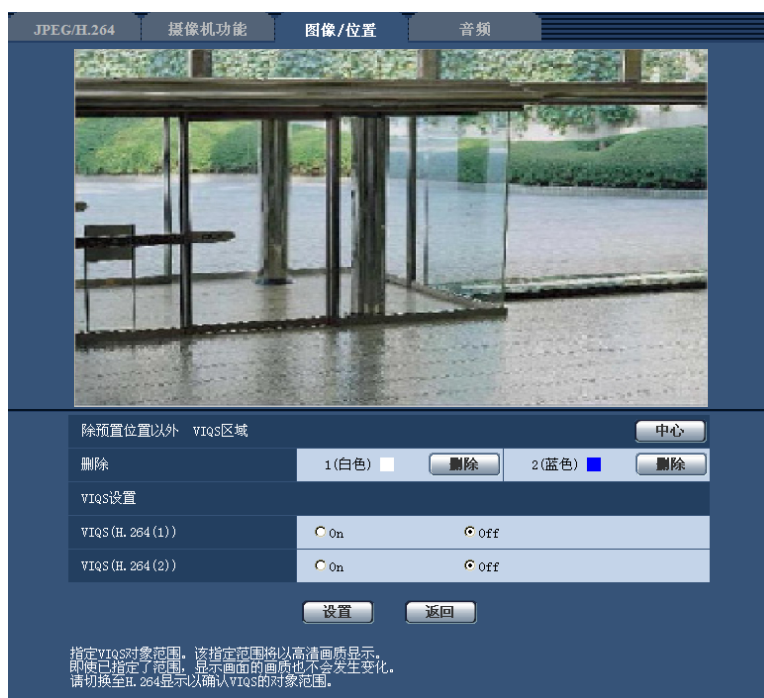 JPEG/H.264 摄像机功能 图像/位置 音频
除预置位置以外 VIQS区域 中心
删除 1(白色) 删除 2(蓝色) 删除
VIQS设置
VIQS(H.264(1)) On Off
VIQS(H.264(2)) On Off
设置 返回
指定VIQS对象范围。该指定范围将以高清画质显示。
即使已指定了范围，显示画面的画质也不会发生变化。
请切换至H.264显示以确认VIQS的对象范围。